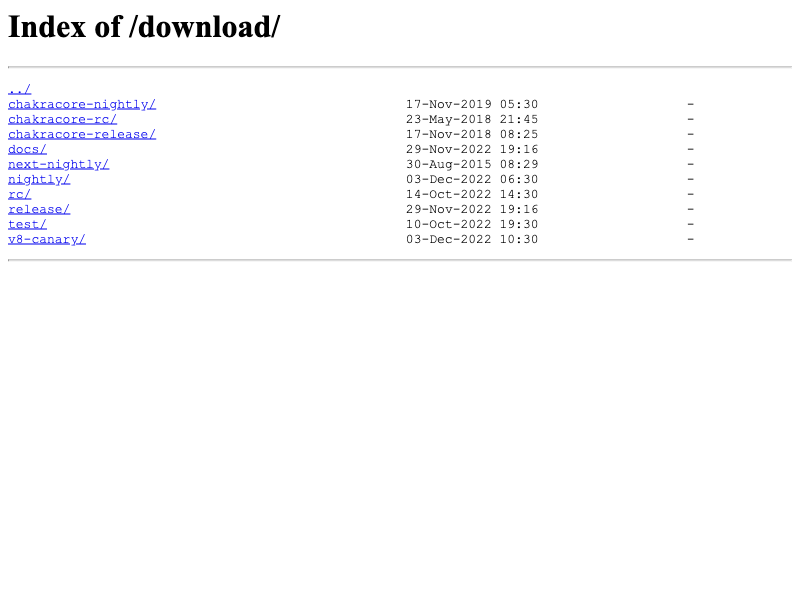 Index of /download/
../
chakracore-nightly/ 17-Nov-2019 05:30 -
chakracore-rc/ 23-May-2018 21:45 -
chakracore-release/ 17-Nov-2018 08:25 -
docs/ 29-Nov-2022 19:16 -
next-nightly/ 30-Aug-2015 08:29 -
nightly/ 03-Dec-2022 06:30 -
rc/ 14-Oct-2022 14:30 -
release/ 29-Nov-2022 19:16 -
test/ 10-Oct-2022 19:30 -
v8-canary/ 03-Dec-2022 10:30 -